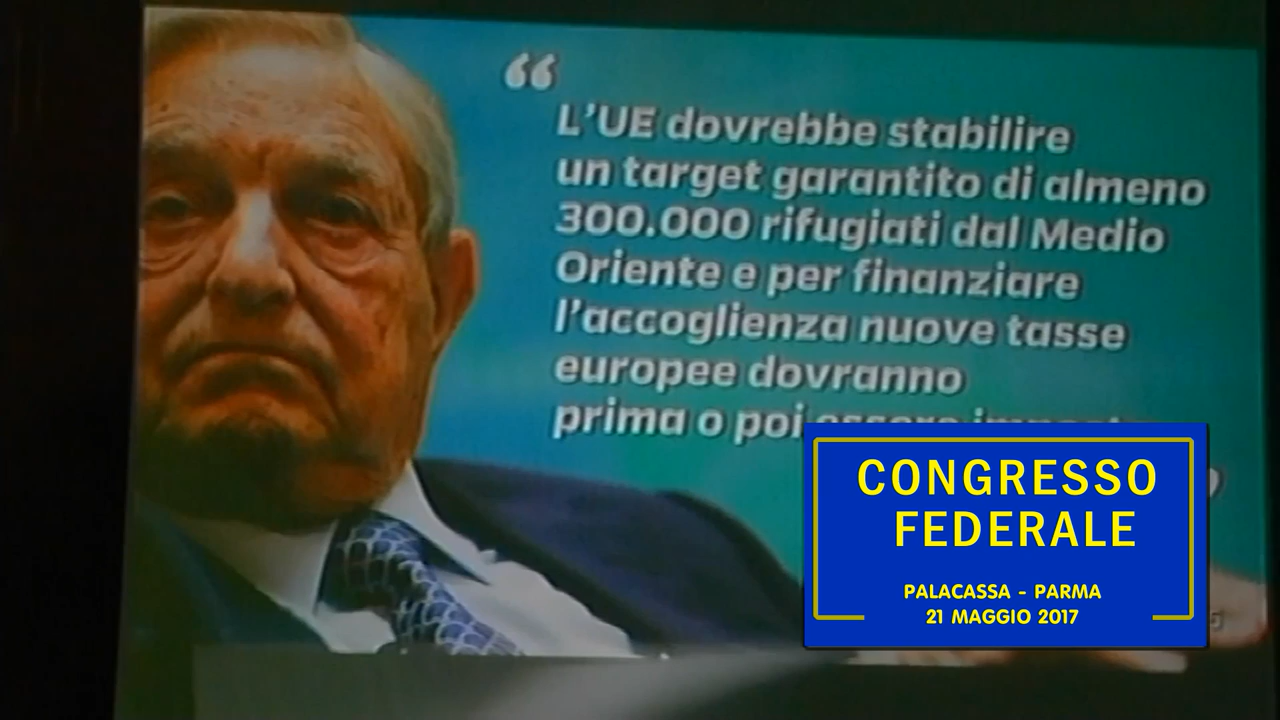 “
L’UE dovrebbe stabilire
un target garantito di almeno
300.000 rifugiati dal Medio
Oriente e per finanziare
l’accoglienza nuove tasse
europee dovranno
prima o poi
CONGRESSO
FEDERALE
PALACASSA - PARMA
21 MAGGIO 2017